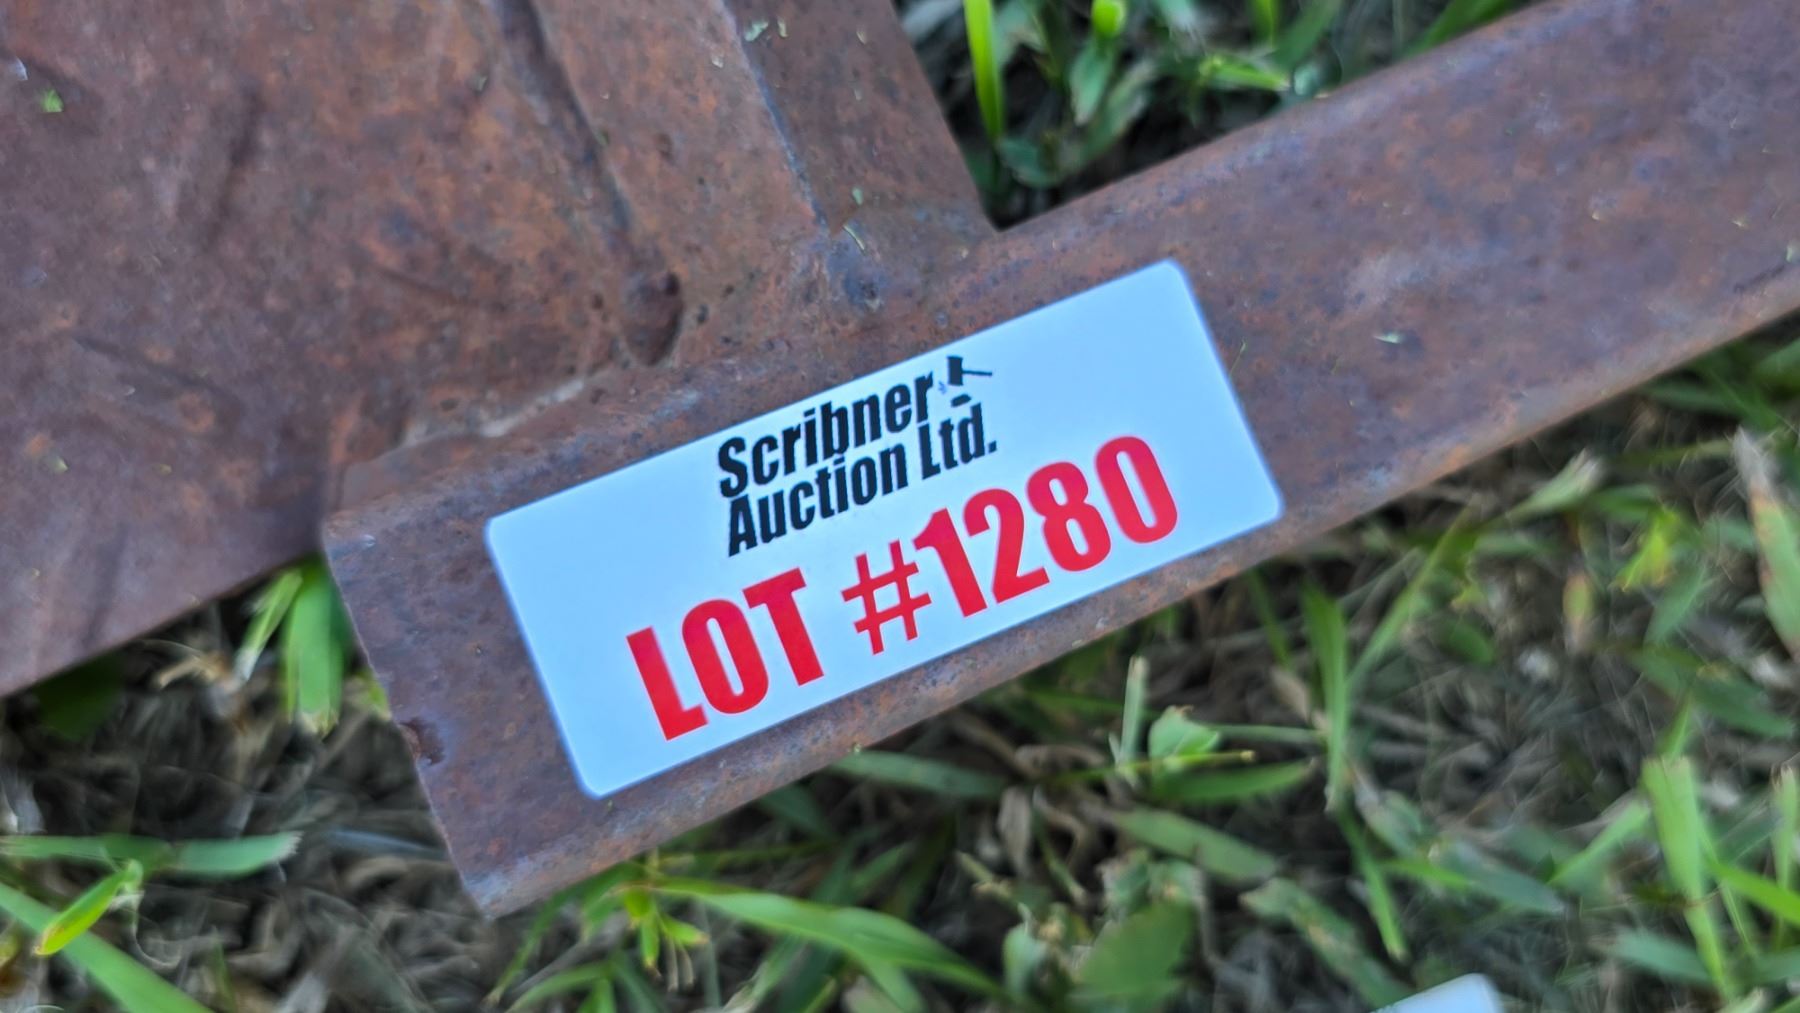 Scribner
Auction Ltd.
LOT #1280